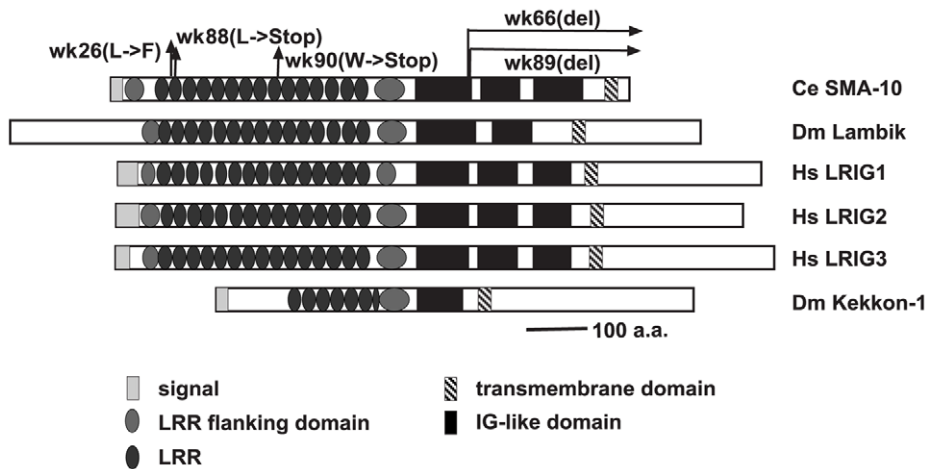 wk66(del)
wk88(L->Stop)
wk26(L->F)
wk90(W->Stop)
wk89(del)
Ce SMA-10
Dm Lambik
Hs LRIG1
Hs LRIG2
Hs LRIG3
Dm Kekkon-1
100 a.a.
signal
transmembrane domain
LRR flanking domain
IG-like domain
LRR